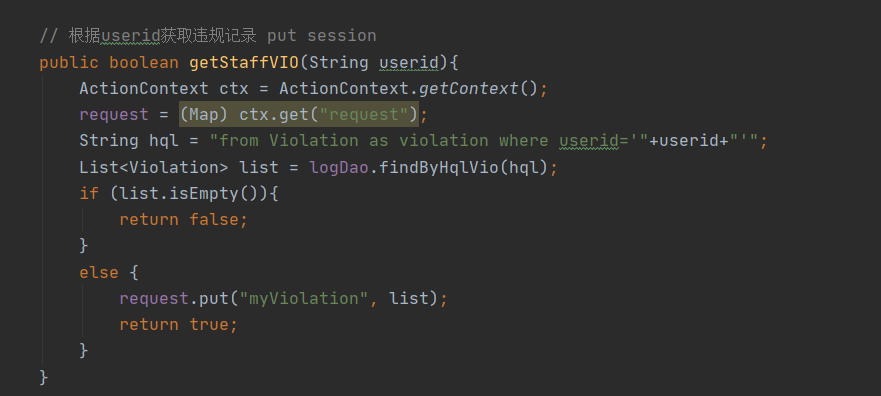 // 根据userid获取违规记录 put session
public boolean getStaffVIO(String userid){
    ActionContext ctx = ActionContext.getContext();
    request = (Map) ctx.get("request");
    String hql = "from Violation as violation where userid='"+userid+"'";
    List<Violation> list = logDao.findByHqlVio(hql);
    if (list.isEmpty()){
        return false;
    }
    else {
        request.put("myViolation", list);
        return true;
    }
}